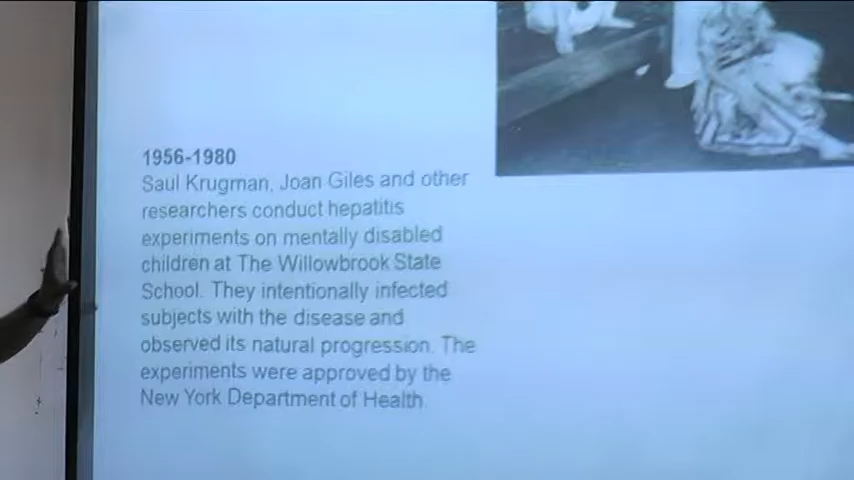 1956-1980
Saul Krugman, Joan Giles and other
researchers conduct hepatitis
experiments on mentally disabled
children at The Willowbrook State
School. They intentionally infected
subjects with the disease and
observed its natural progression. The
experiments were approved by the
New York Department of Health.